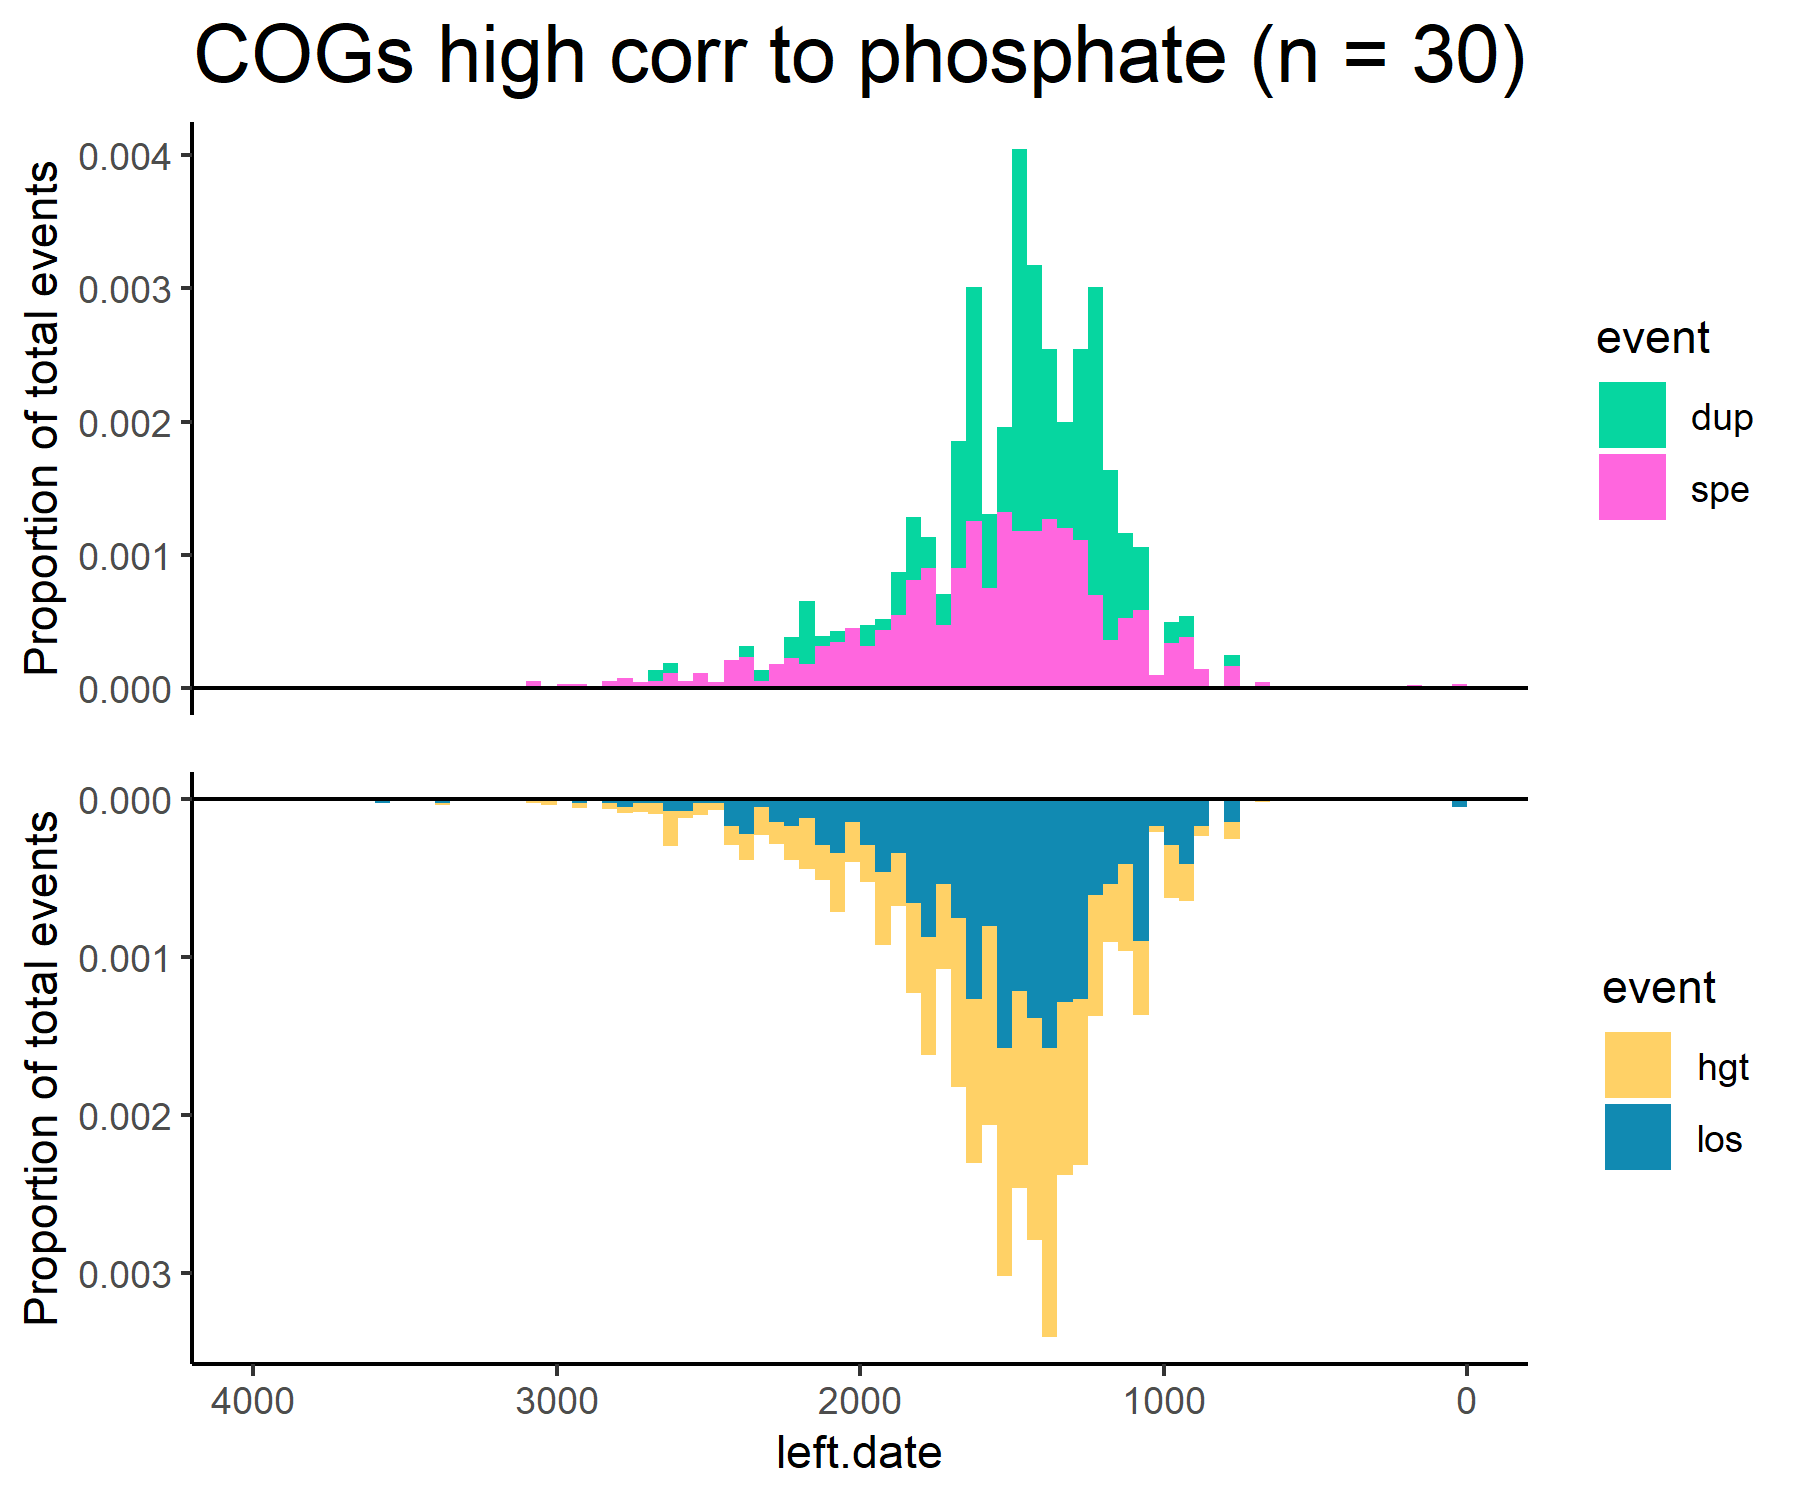 COGs high corr to phosphate (n = 30)
Proportion of total events
0.004
0.003
0.002
0.001
0.000
event
dup
spe
Proportion of total events
0.000
0.001
0.002
0.003
event
hgt
los
4000 3000 2000 1000 0
left.date